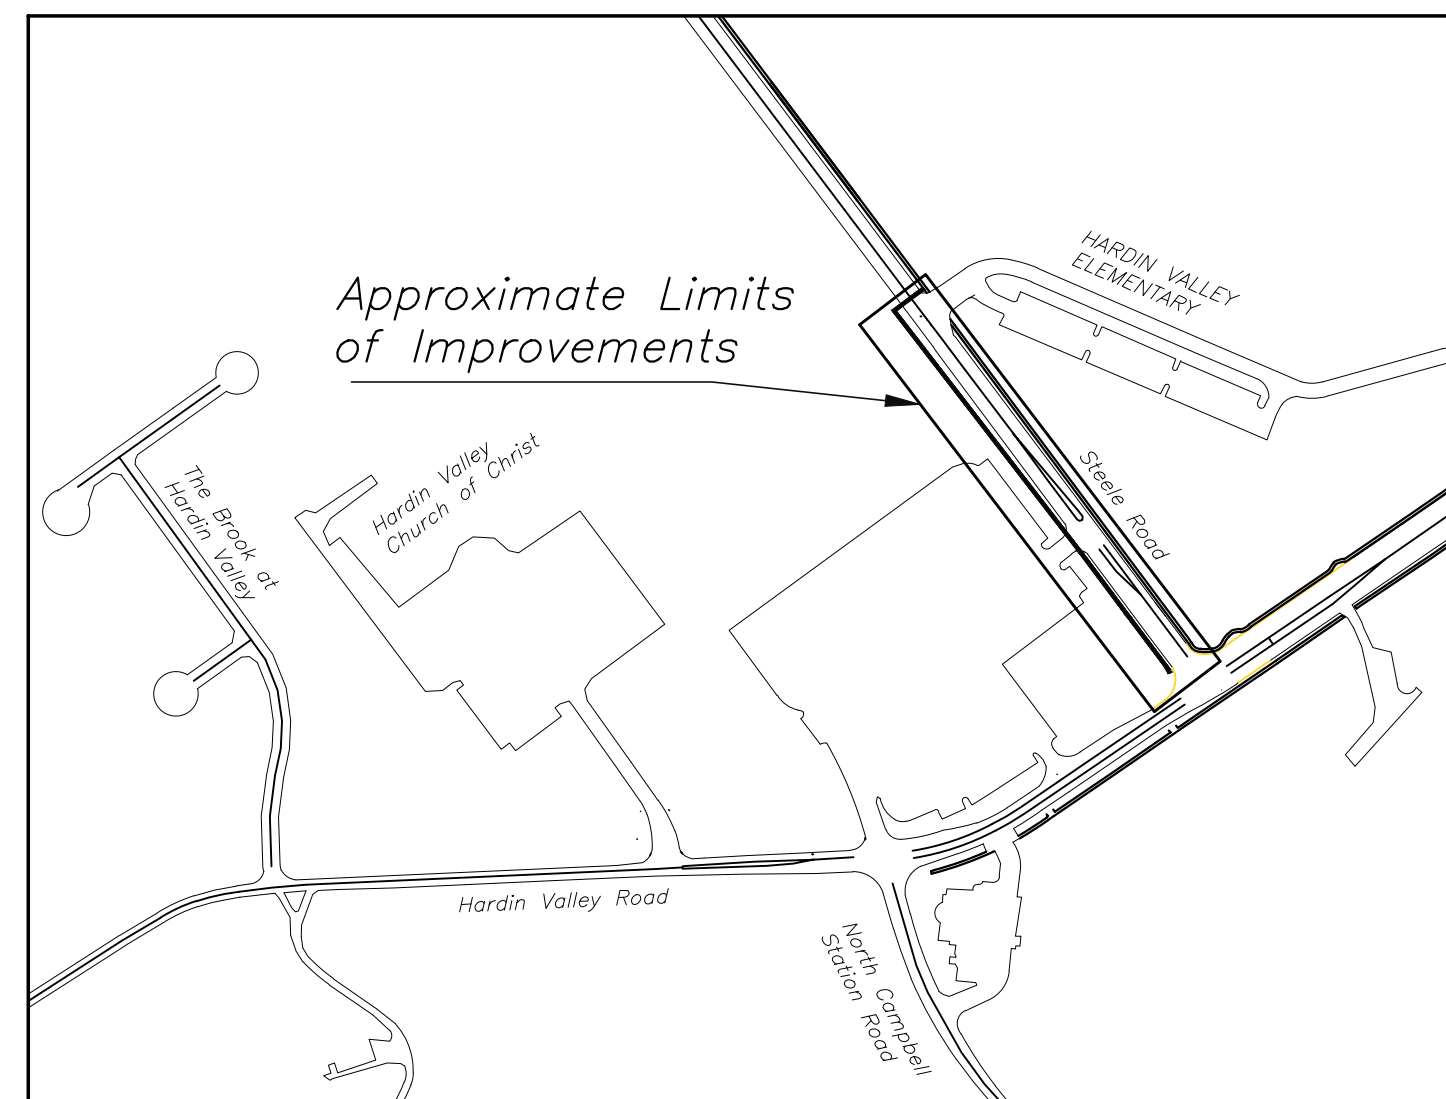 HARDIN VALLEY
ELEMENTARY
Approximate Limits
of Improvements
Steele Road
Hardin Valley
Church of Christ
The Brook at
Hardin Valley
Hardin Valley Road
North Campbell
Station Road